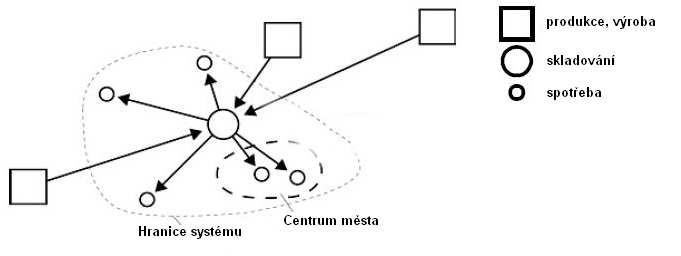 produkce, výroba
skladování
spotřeba
Centrum města
Hranice systému